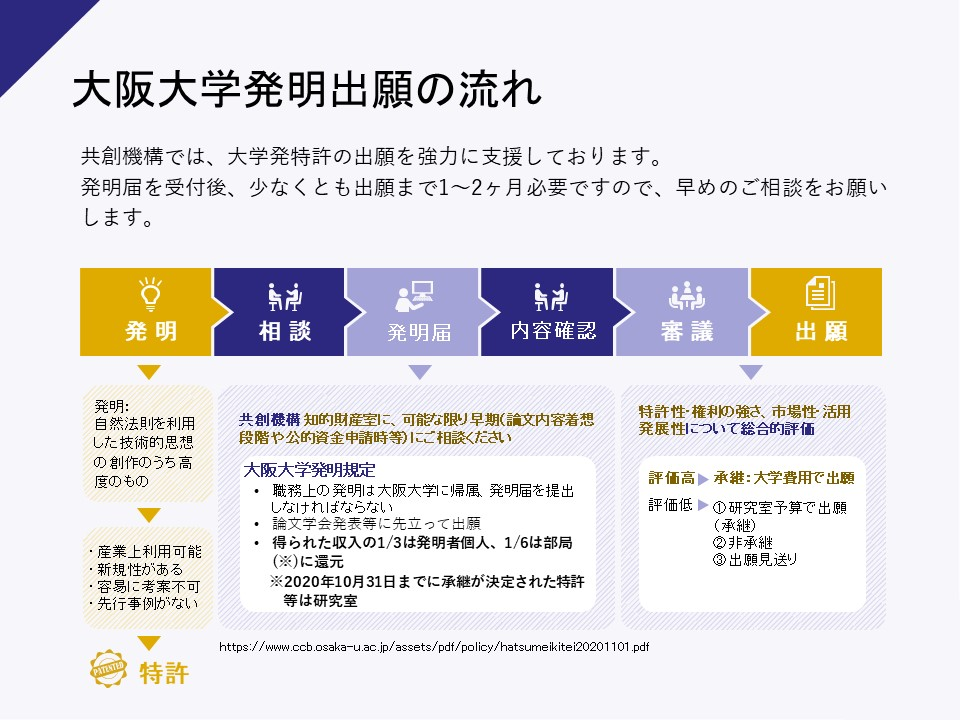 大阪大学発明出願の流れ
共創機構では、大学発特許の出願を強力に支援しております。
発明届を受付後、少なくとも出願まで1～2ヶ月必要ですので、早めのご相談をお願い
します。
発明
相談
発明届
内容確認
審議
出願
発明:
自然法則を利用
した技術的思想
の創作のうち高
度のもの
・産業上利用可能
・新規性がある
・容易に考案不可
・先行事例がない
PATENTED
特許
共創機構 知的財産室に、可能な限り早期(論文内容着想
段階や公的資金申請時等)にご相談ください
大阪大学発明規定
• 職務上の発明は大阪大学に帰属、発明届を提出
しなければならない
• 論文学会発表等に先立って出願
• 得られた収入の1/3は発明者個人、1/6は部局
(※)に還元
※2020年10月31日までに承継が決定された特許
等は研究室
特許性・権利の強さ、市場性・活用
発展性について総合的評価
評価高 ▶ 承継：大学費用で出願
評価低 ▶ ①研究室予算で出願
（承継）
②非承継
③出願見送り
https://www.ccb.osaka-u.ac.jp/assets/pdf/policy/hatsumeikitei20201101.pdf